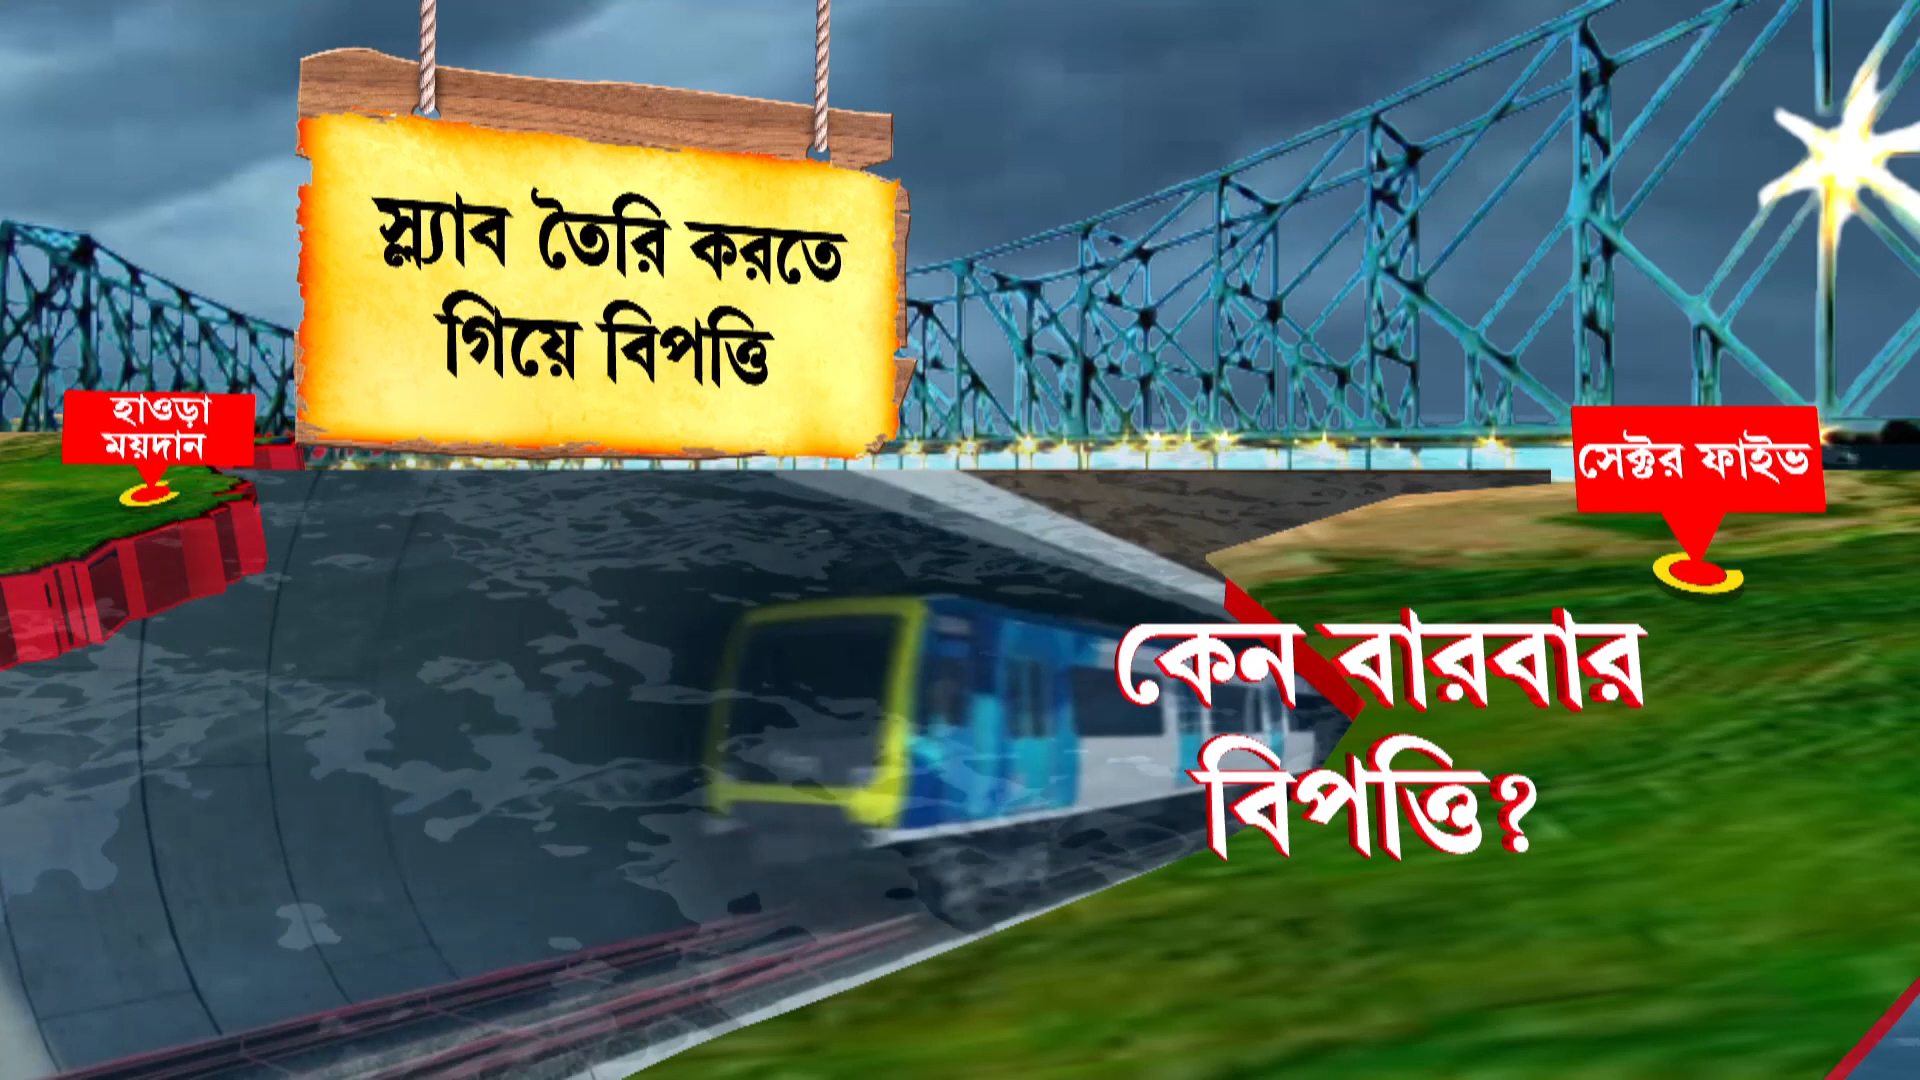 স্ল্যাব তৈরি করতে
গিয়ে বিপত্তি
হাওড়া
ময়দান
সেক্টর ফাইভ
কেন বারবার
বিপত্তি?